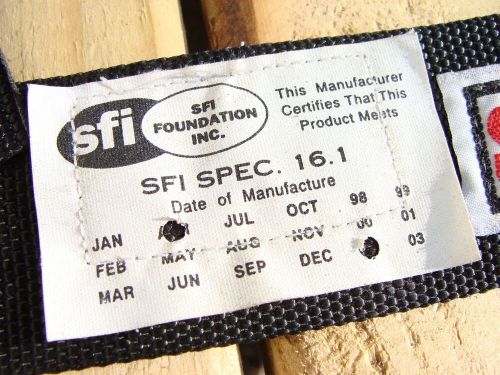 sfi
SFI
FOUNDATION
INC.
This Manufacturer
Certifies That This
Product Meets
SFI SPEC. 16.1
Date of Manufacture
JAN JUL OCT 98 99
FEB MAY AUG NOV 00 01
MAR JUN SEP DEC 03